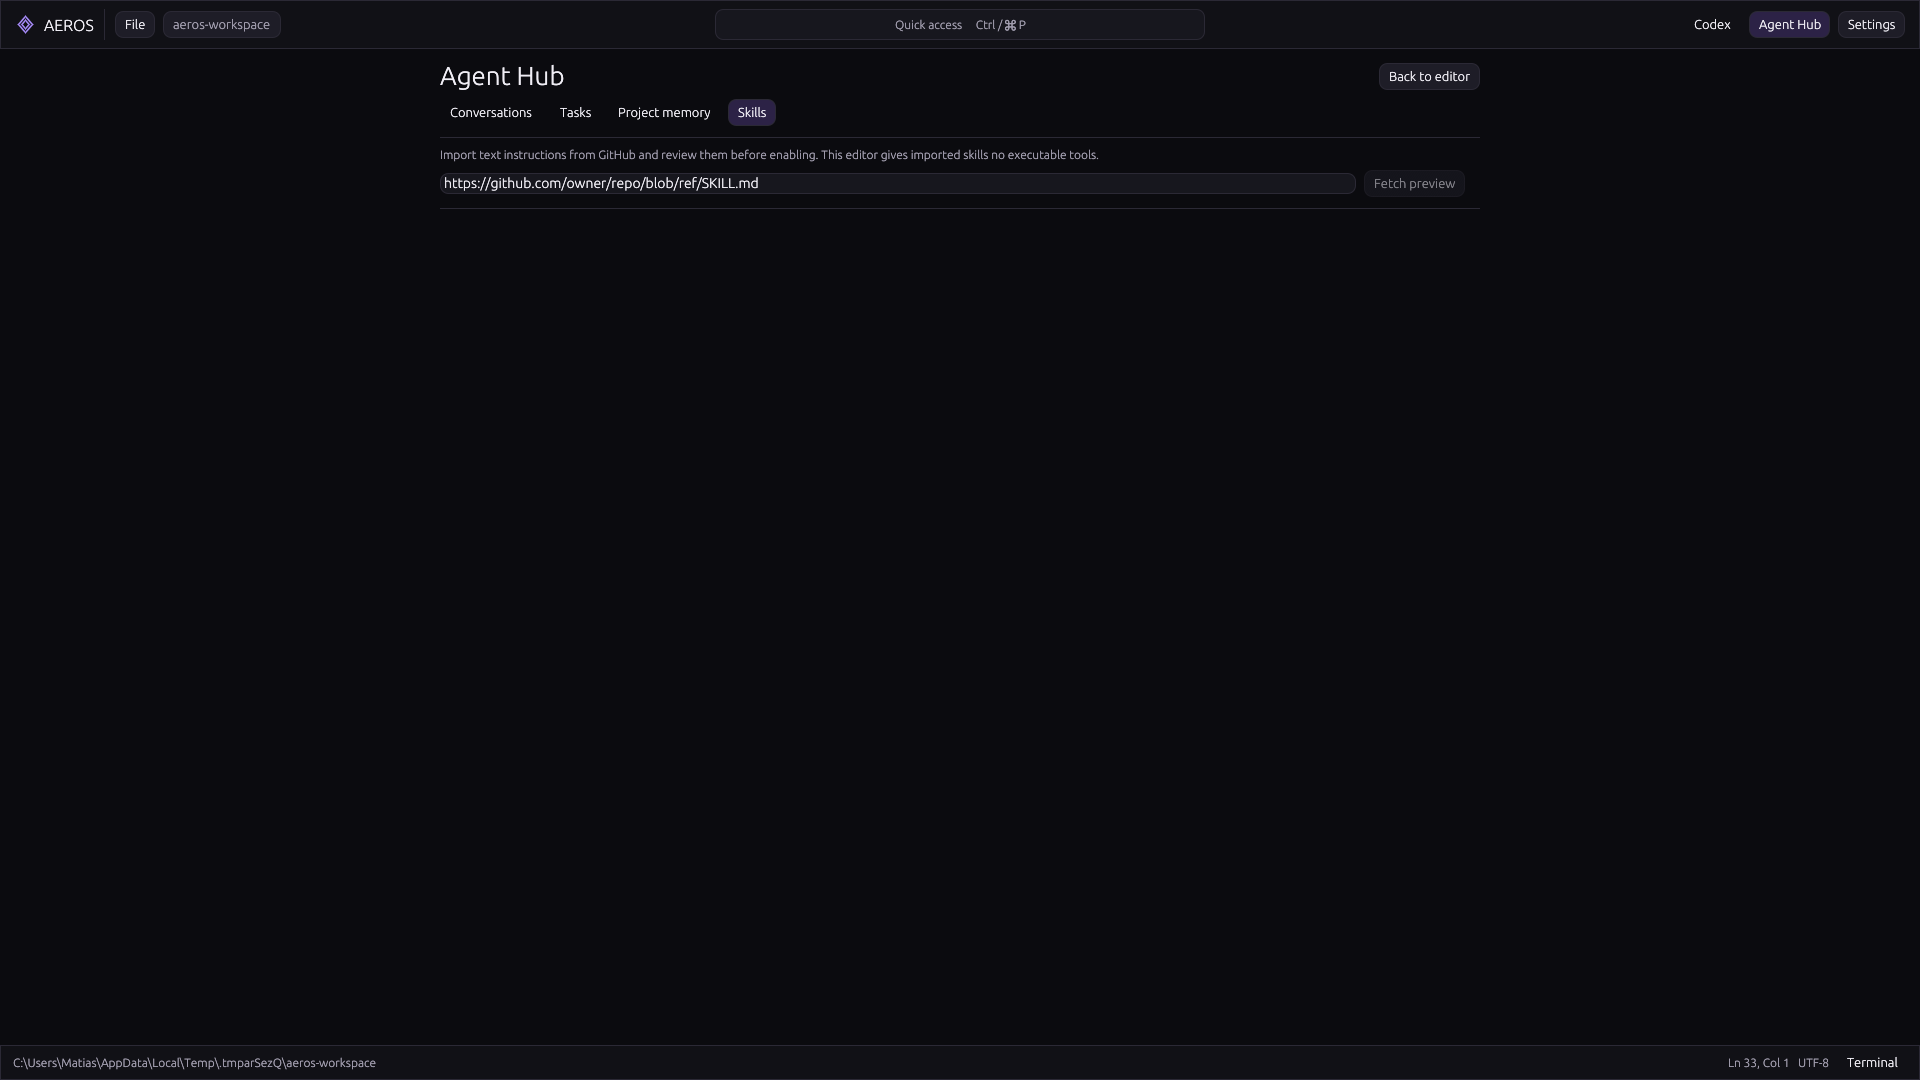 AEROS File aeros-workspace Quick access Ctrl/⌘P Codex Agent Hub Settings
Agent Hub Back to editor
Conversations Tasks Project memory Skills
Import text instructions from GitHub and review them before enabling. This editor gives imported skills no executable tools.
https://github.com/owner/repo/blob/ref/SKILL.md Fetch preview
C:\Users\Matias\AppData\Local\Temp\.tmparSezQ\aeros-workspace Ln 33, Col 1 UTF-8 Terminal